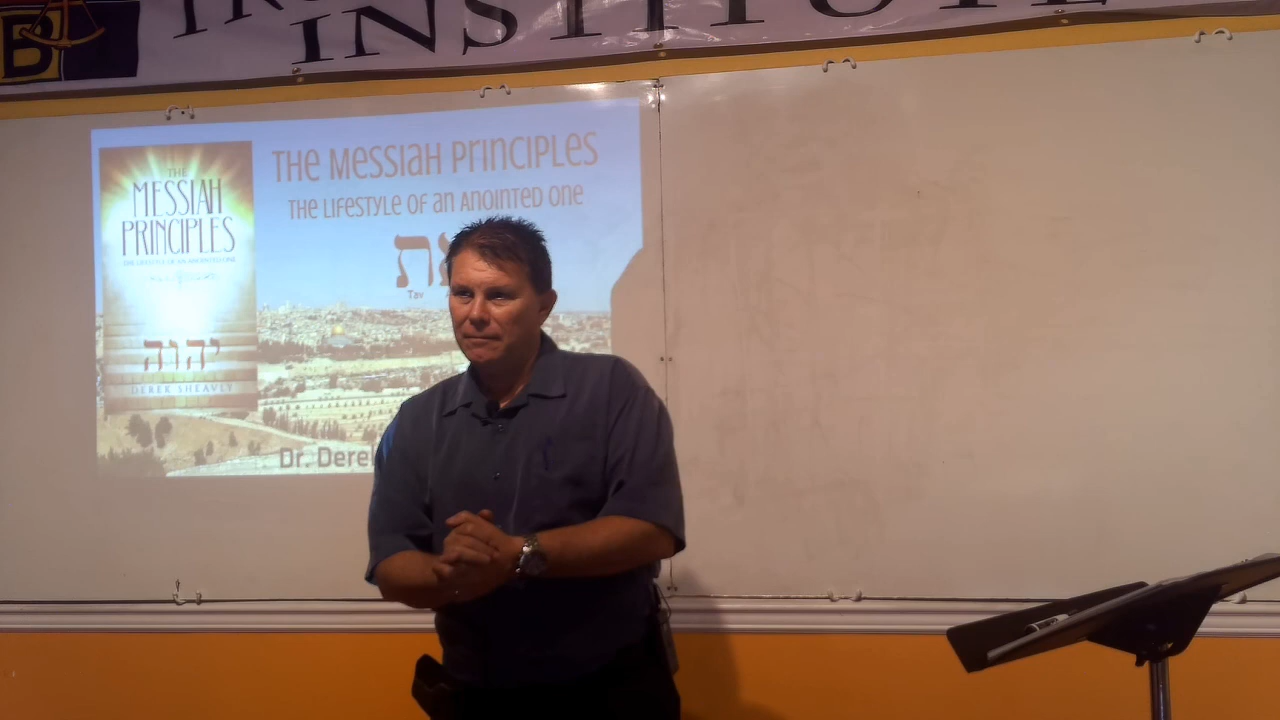 B
INSTITUTE
THE
MESSIAH
PRINCIPLES
THE LIFESTYLE OF AN ANOINTED ONE
יהוה
DEREK SHEAVLY
THE MESSIAH PRINCIPLES
THE LIFESTYLE OF AN ANOINTED ONE
ת
Tav
Dr. Derek